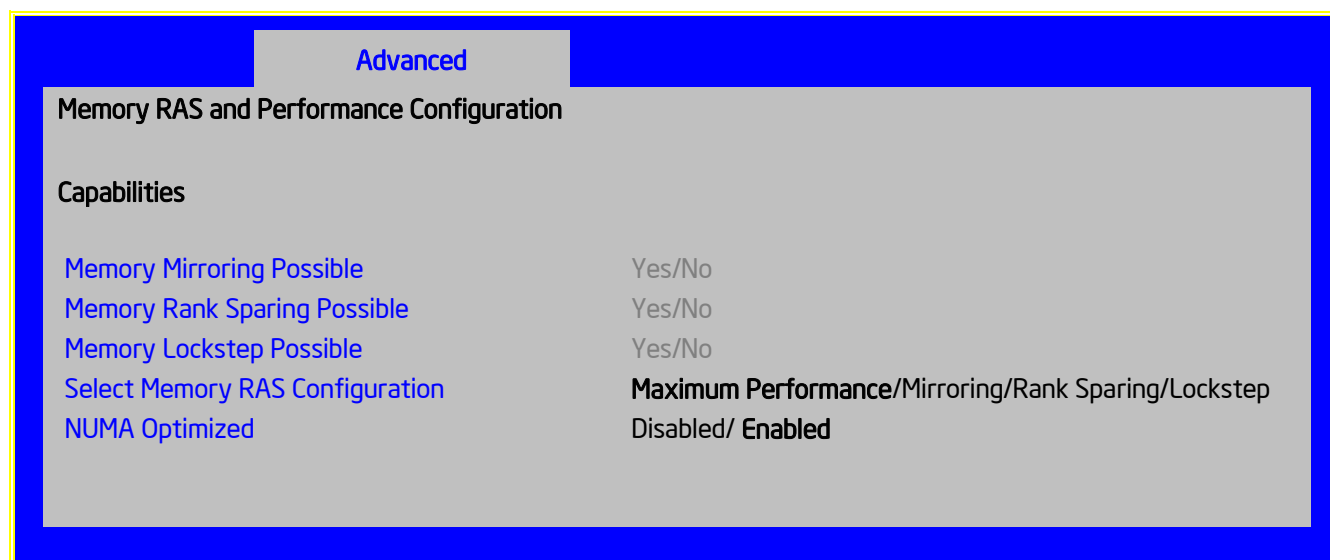 Advanced
Memory RAS and Performance Configuration
Capabilities
Memory Mirroring Possible Yes/No
Memory Rank Sparing Possible Yes/No
Memory Lockstep Possible Yes/No
Select Memory RAS Configuration Maximum Performance/Mirroring/Rank Sparing/Lockstep
NUMA Optimized Disabled/ Enabled